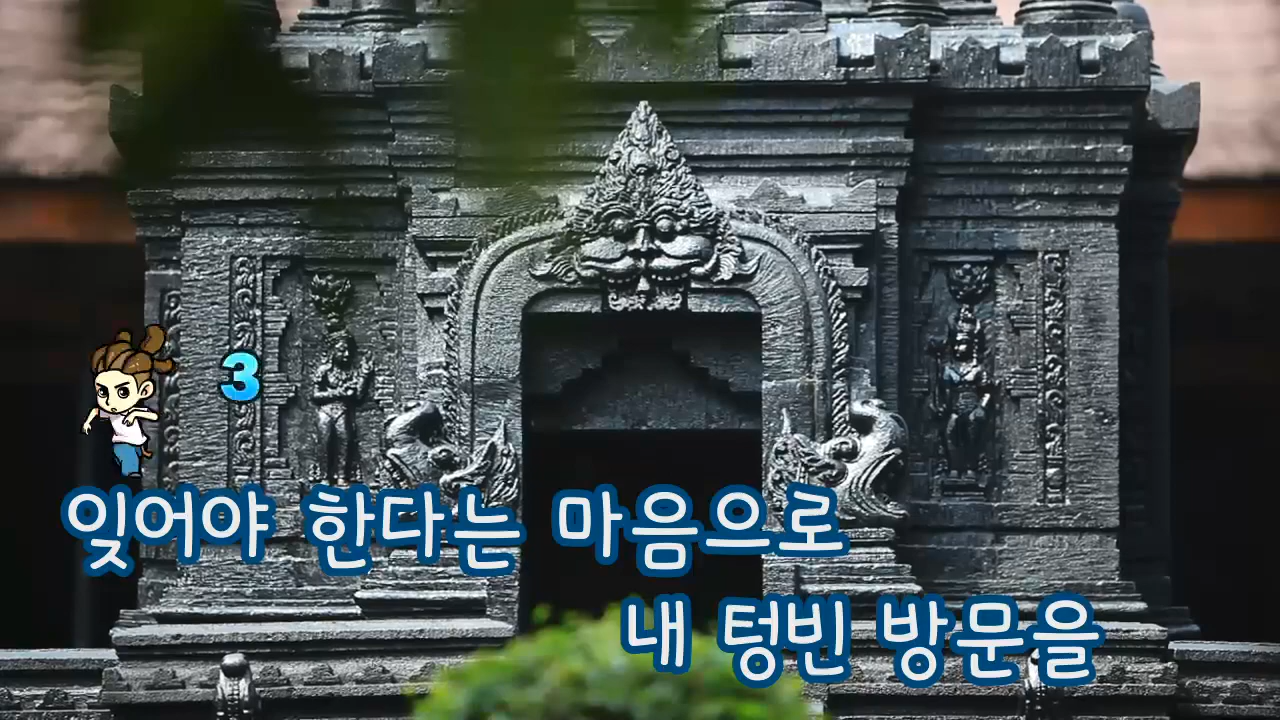 3
잊어야 한다는 마음으로
내 텅빈 방문을